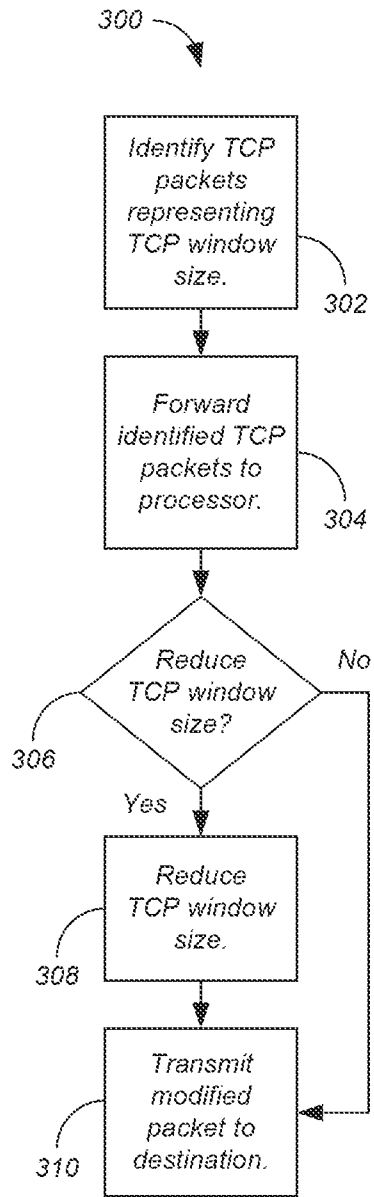 300
Identify TCP
packets
representing
TCP window
size.
302
Forward
identified TCP
packets to
processor.
304
Reduce
TCP window
size?
No
306
Yes
Reduce
TCP window
size.
308
Transmit
modified
packet to
destination.
310